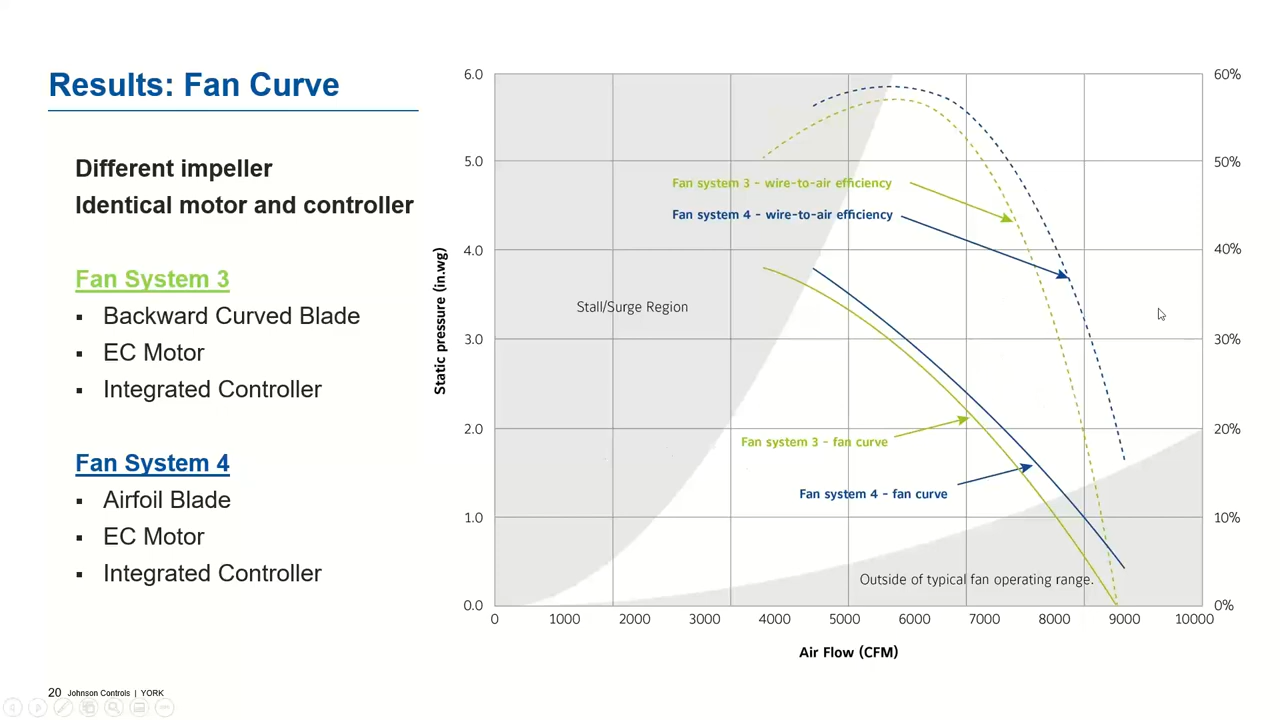 Results: Fan Curve
Different impeller
Identical motor and controller
Fan System 3
▪ Backward Curved Blade
▪ EC Motor
▪ Integrated Controller
Fan System 4
▪ Airfoil Blade
▪ EC Motor
▪ Integrated Controller
6.0
5.0
4.0
3.0
2.0
1.0
0.0
Static pressure (in.wg)
60%
50%
40%
30%
20%
10%
0%
Fan system 3 - wire-to-air efficiency
Fan system 4 - wire-to-air efficiency
Stall/Surge Region
Fan system 3 - fan curve
Fan system 4 - fan curve
Outside of typical fan operating range.
0 1000 2000 3000 4000 5000 6000 7000 8000 9000 10000
Air Flow (CFM)
20 Johnson Controls | YORK